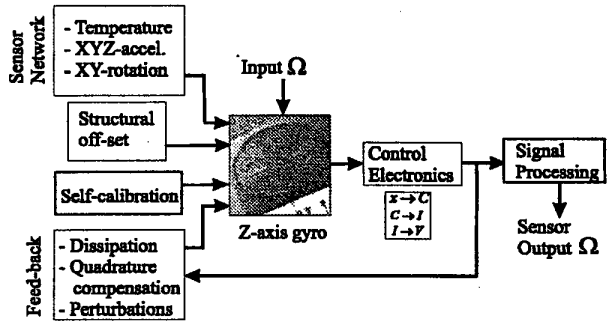 Sensor
Network
- Temperature
- XYZ-accel.
- XY-rotation
Input Ω
Structural
off-set
Self-calibration
Z-axis gyro
Control
Electronics
x→C
C→I
I→V
Signal
Processing
Sensor
Output Ω
Feed-back
- Dissipation
- Quadrature
compensation
- Perturbations